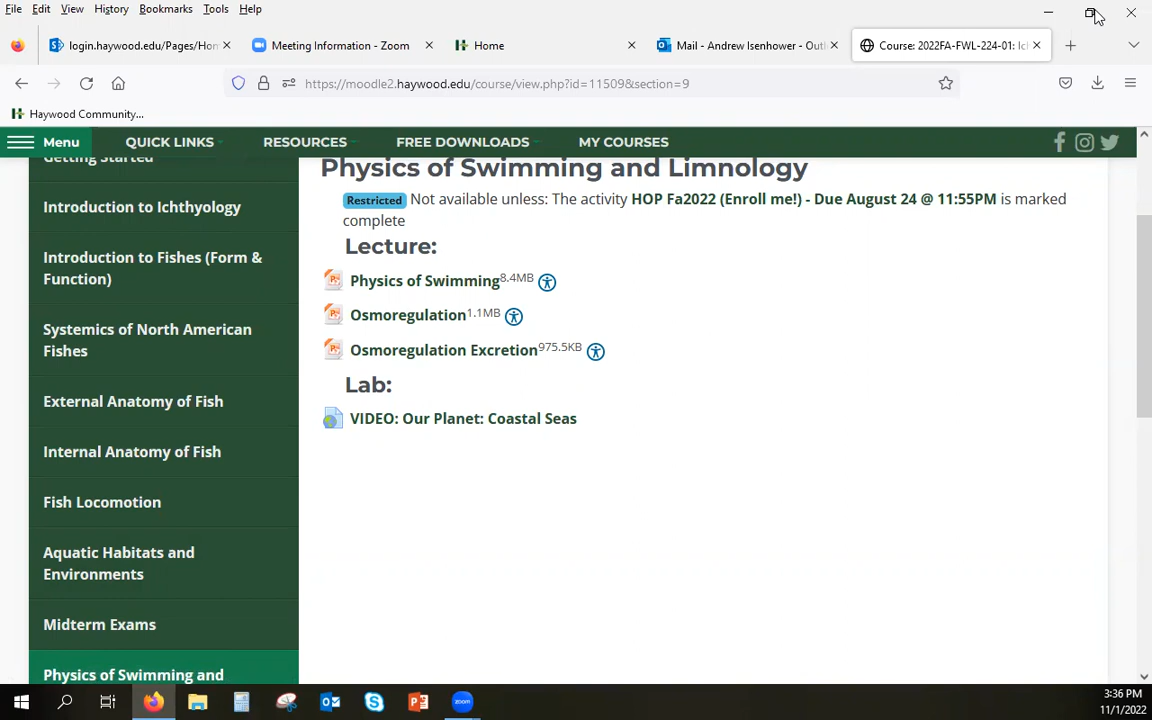 File Edit View History Bookmarks Tools Help
login.haywood.edu/Pages/Hom Meeting Information - Zoom Home Mail - Andrew Isenhower - Outl Course: 2022FA-FWL-224-01: Ich
https://moodle2.haywood.edu/course/view.php?id=11509&section=9
Haywood Community...
Menu QUICK LINKS RESOURCES FREE DOWNLOADS MY COURSES
Getting Started
Introduction to Ichthyology
Introduction to Fishes (Form &
Function)
Systemics of North American
Fishes
External Anatomy of Fish
Internal Anatomy of Fish
Fish Locomotion
Aquatic Habitats and
Environments
Midterm Exams
Physics of Swimming and
Physics of Swimming and Limnology
Restricted Not available unless: The activity HOP Fa2022 (Enroll me!) - Due August 24 @ 11:55PM is marked
complete
Lecture:
Physics of Swimming 8.4MB
Osmoregulation 1.1MB
Osmoregulation Excretion 975.5KB
Lab:
VIDEO: Our Planet: Coastal Seas
zoom
3:36 PM
11/1/2022